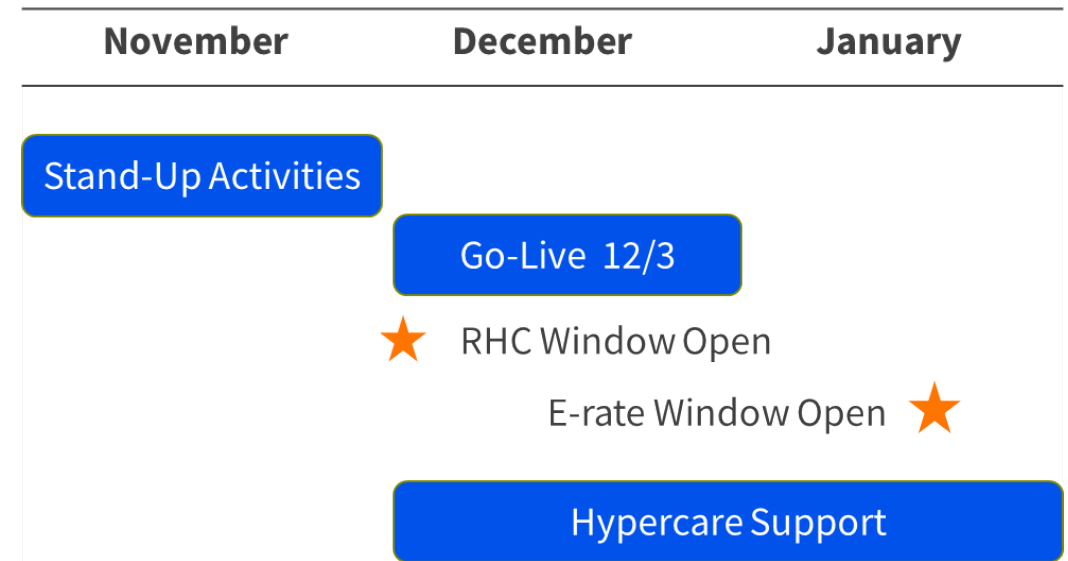 November December January
Stand-Up Activities
Go-Live 12/3
RHC Window Open
E-rate Window Open
Hypercare Support